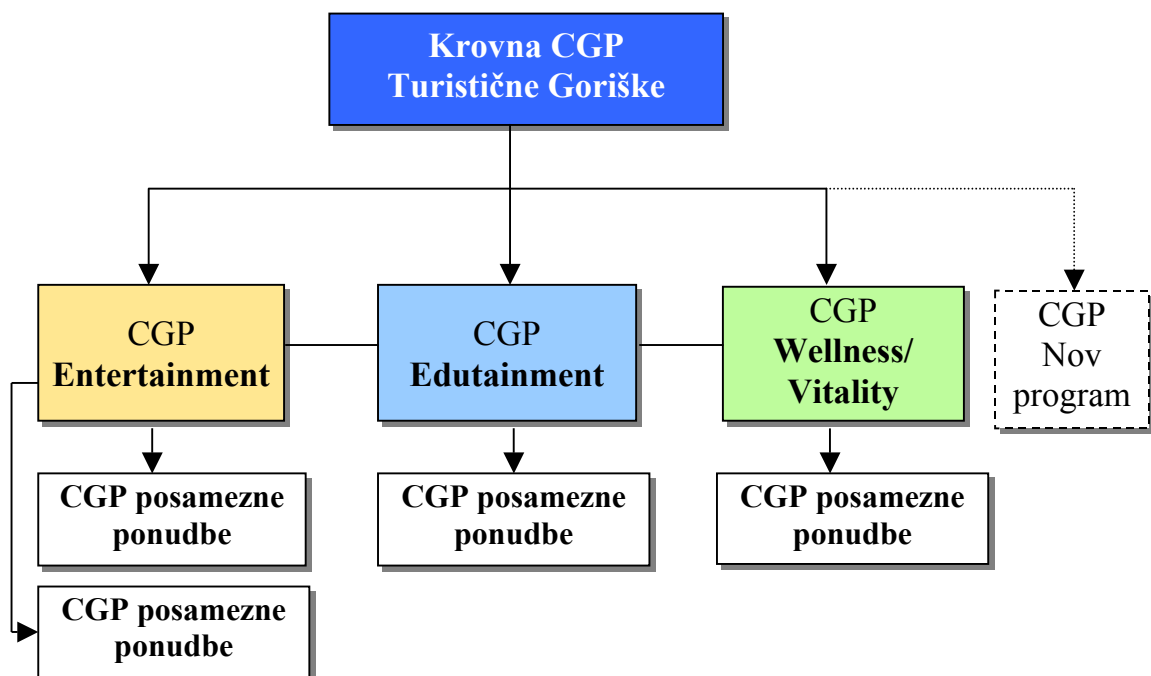 Krovna CGP
Turistične Goriške
CGP
Entertainment
CGP
Edutainment
CGP
Wellness/
Vitality
CGP
Nov
program
CGP posamezne
ponudbe
CGP posamezne
ponudbe
CGP posamezne
ponudbe
CGP posamezne
ponudbe